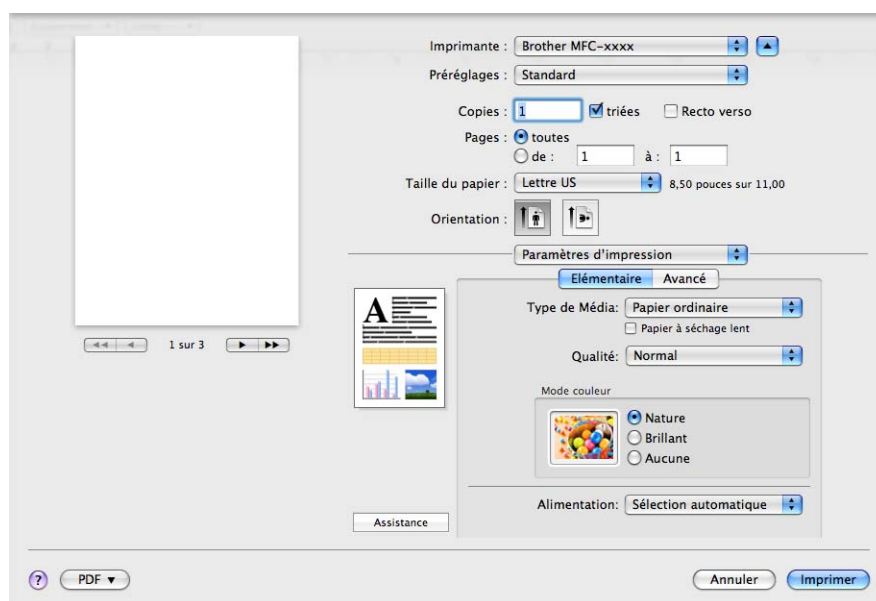 Imprimante : Brother MFC-xxxx
Préréglages : Standard
Copies : 1 triées Recto verso
Pages : toutes
de : 1 à : 1
Taille du papier : Lettre US 8,50 pouces sur 11,00
Orientation :
Paramètres d'impression
Elémentaire Avancé
A
Type de Média: Papier ordinaire
Papier à séchage lent
1 sur 3
Qualité: Normal
Mode couleur
Nature
Brillant
Aucune
Alimentation: Sélection automatique
Assistance
? PDF
Annuler Imprimer